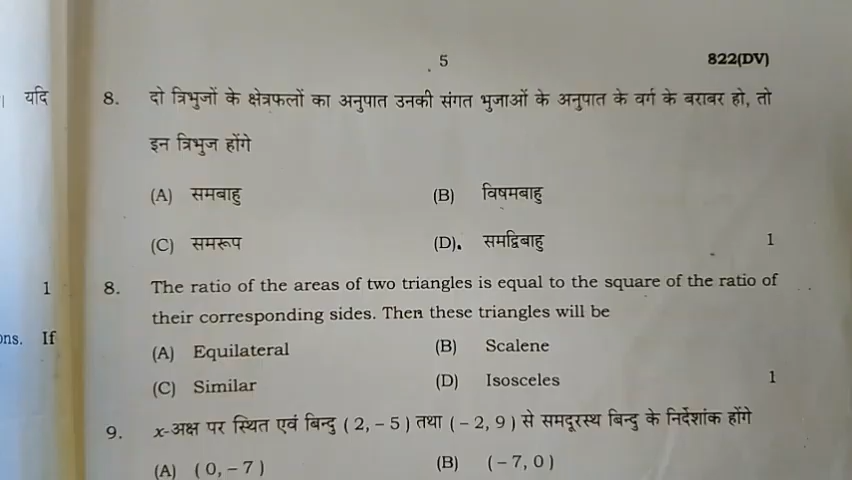 5
822(DV)
। यदि
8. दो त्रिभुजों के क्षेत्रफलों का अनुपात उनकी संगत भुजाओं के अनुपात के वर्ग के बराबर हो, तो
इन त्रिभुज होंगे
(A) समबाहु (B) विषमबाहु
(C) समरूप (D). समद्विबाहु 1
1
8. The ratio of the areas of two triangles is equal to the square of the ratio of
their corresponding sides. Then these triangles will be
ons. If
(A) Equilateral (B) Scalene
(C) Similar (D) Isosceles 1
9. x-अक्ष पर स्थित एवं बिन्दु ( 2, – 5 ) तथा ( – 2, 9 ) से समदूरस्थ बिन्दु के निर्देशांक होंगे
(A) ( 0, – 7 ) (B) ( – 7, 0 )